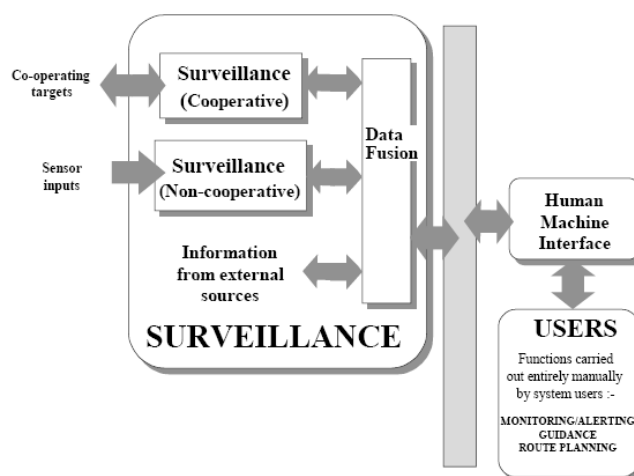 Co-operating
targets
Surveillance
(Cooperative)
Sensor
inputs
Surveillance
(Non-cooperative)
Information
from external
sources
Data
Fusion
SURVEILLANCE
Human
Machine
Interface
USERS
Functions carried
out entirely manually
by system users :-
MONITORING/ALERTING
GUIDANCE
ROUTE PLANNING